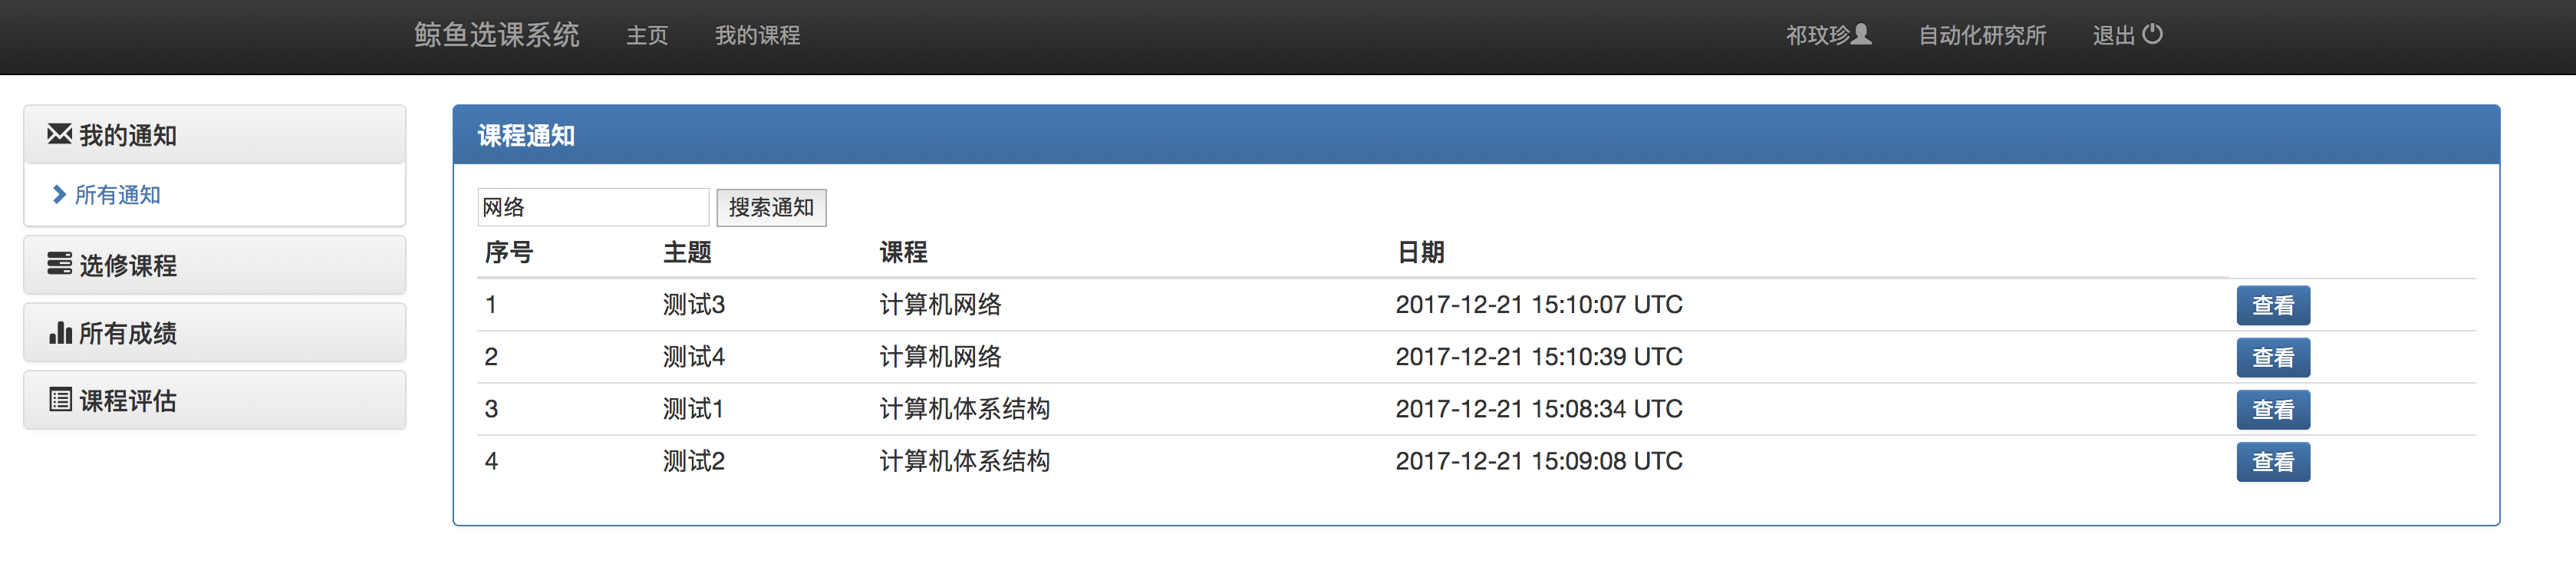 鲸鱼选课系统 主页 我的课程 祁玟珍 自动化研究所 退出
我的通知
所有通知
选修课程
所有成绩
课程评估
课程通知
网络 搜索通知
序号 主题 课程 日期
1 测试3 计算机网络 2017-12-21 15:10:07 UTC 查看
2 测试4 计算机网络 2017-12-21 15:10:39 UTC 查看
3 测试1 计算机体系结构 2017-12-21 15:08:34 UTC 查看
4 测试2 计算机体系结构 2017-12-21 15:09:08 UTC 查看